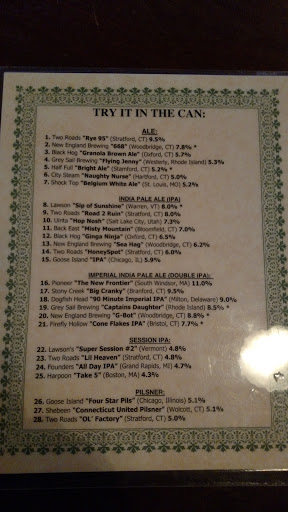 TRY IT IN THE CAN:
ALE:
1. Two Roads "Rye 95" (Stratford, CT) 9.5%
2. New England Brewing "668" (Woodbridge, CT) 7.8% *
3. Black Hog "Granola Brown Ale" (Oxford, CT) 5.7%
4. Grey Sail Brewing "Flying Jenny" (Westerly, Rhode Island) 5.3%
5. Half Full "Bright Ale" (Stamford, CT) 5.2% *
6. City Steam "Naughty Nurse" (Hartford, CT) 5.0%
7. Shock Top "Belgium White Ale" (St. Louis, MO) 5.2%
INDIA PALE ALE (IPA)
8. Lawson "Sip of Sunshine" (Warren, VT) 8.0% *
9. Two Roads "Road 2 Ruin" (Stratford, CT) 8.0%
10. Uinta "Hop Nosh" (Salt Lake City, Utah) 7.3%
11. Back East "Misty Mountain" (Bloomfield, CT) 7.0%
12. Black Hog "Ginga Ninja" (Oxford, CT) 6.5%
13. New England Brewing "Sea Hag" (Woodbridge, CT) 6.2%
14. Two Roads "HoneySpot" (Stratford, CT) 6.0%
15. Goose Island "IPA" (Chicago, IL) 5.9%
IMPERIAL INDIA PALE ALE (DOUBLE IPA):
16. Pioneer "The New Frontier" (South Windsor, MA) 11.0%
17. Stony Creek "Big Cranky" (Branford, CT) 9.5%
18. Dogfish Head "90 Minute Imperial IPA" (Milton, Delaware) 9.0%
19. Grey Sail Brewing "Captains Daughter" (Rhode Island) 8.5% *
20. New England Brewing "G-Bot" (Woodbridge, CT) 8.8% *
21. Firefly Hollow "Cone Flakes IPA" (Bristol, CT) 7.7% *
SESSION IPA:
22. Lawson's "Super Session #2" (Vermont) 4.8%
23. Two Roads "Lil Heaven" (Stratford, CT) 4.8%
24. Founders "All Day IPA" (Grand Rapids, MI) 4.7%
25. Harpoon "Take 5" (Boston, MA) 4.3%
PILSNER:
26. Goose Island "Four Star Pils" (Chicago, Illinois) 5.1%
27. Shebeen "Connecticut United Pilsner" (Wolcott, CT) 5.1%
28. Two Roads "OL' Factory" (Stratford, CT) 5.0%